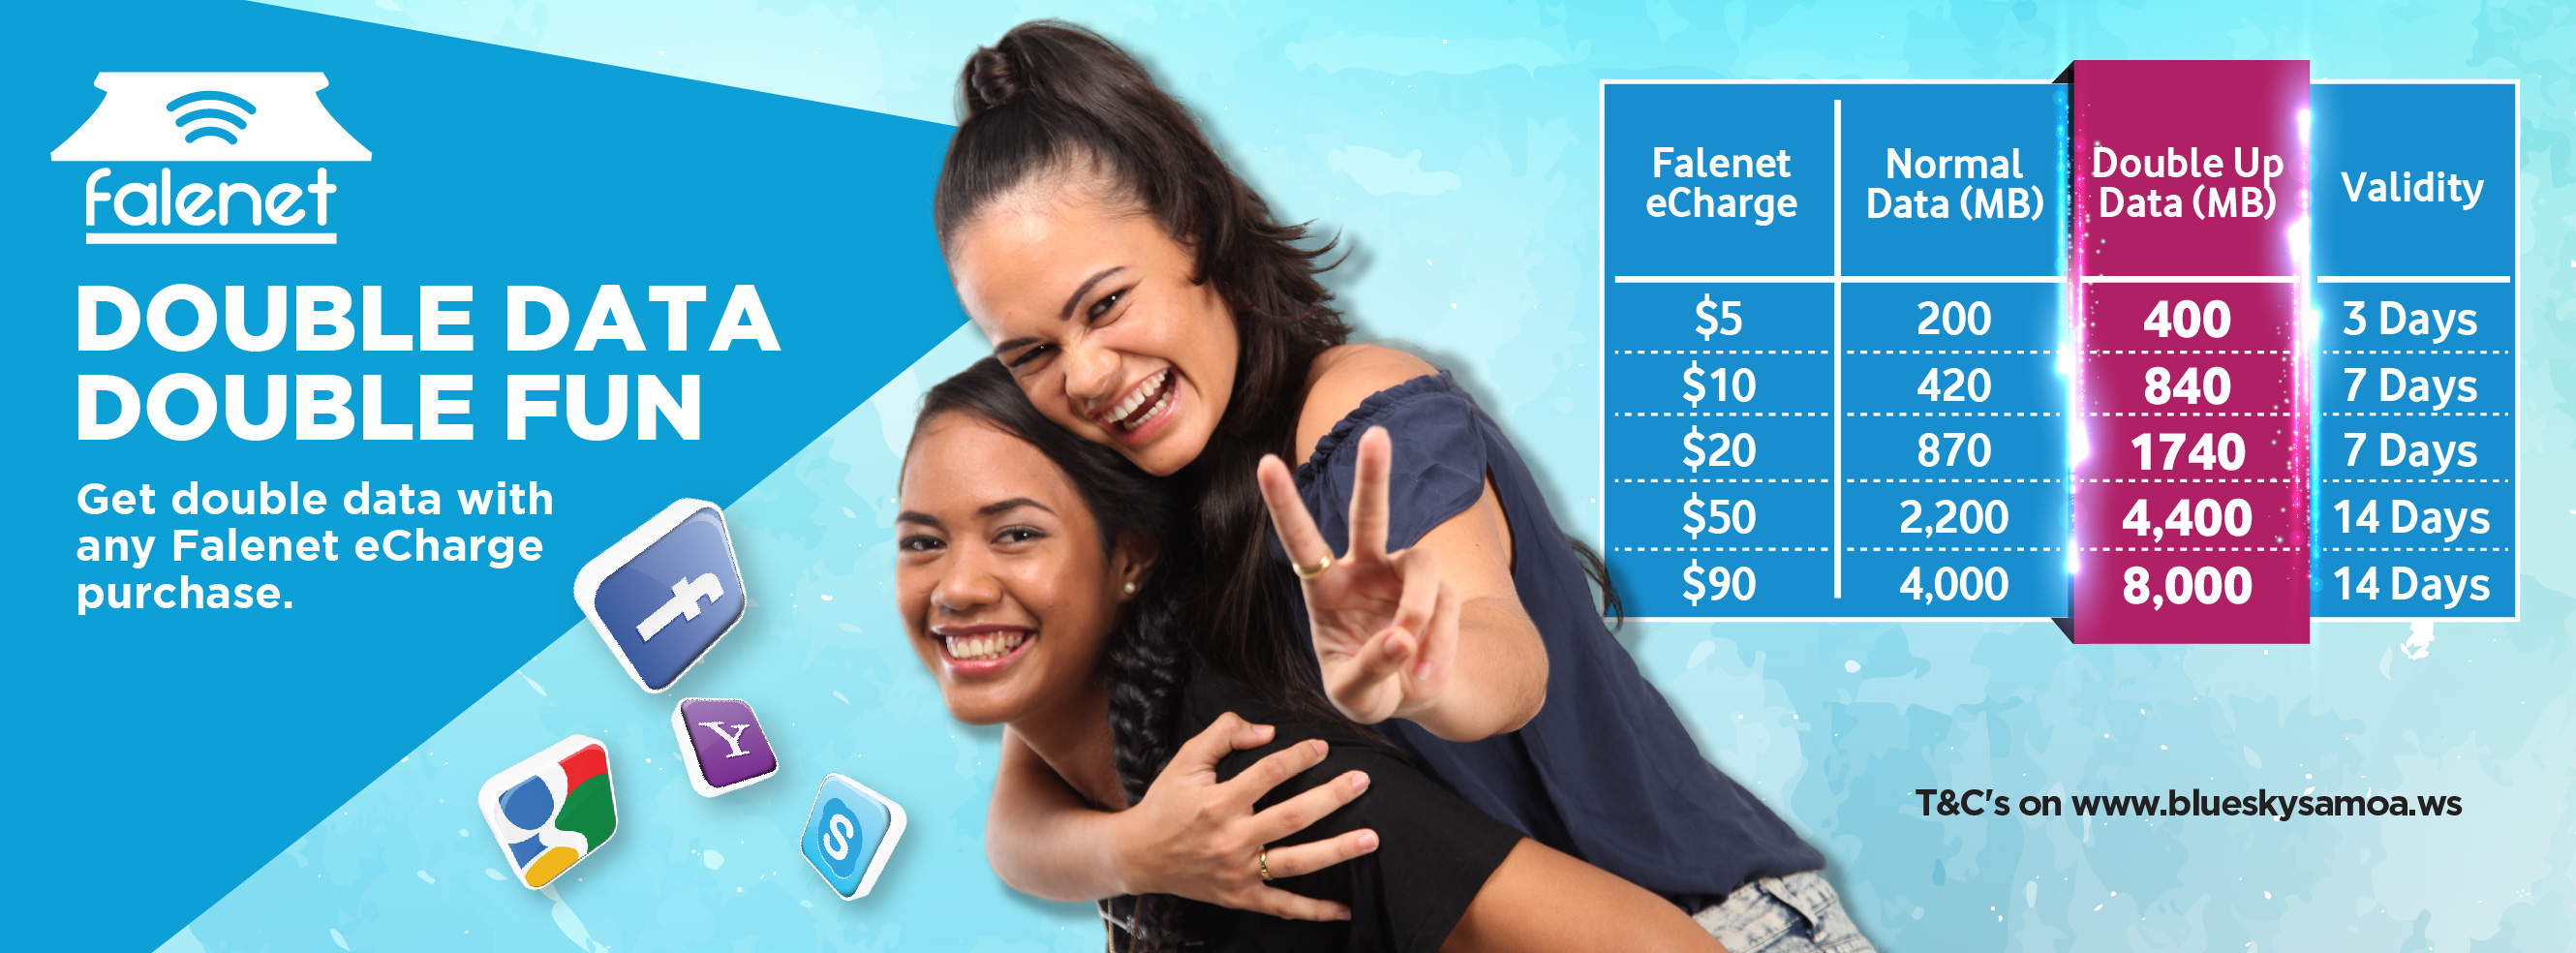 falenet
DOUBLE DATA
DOUBLE FUN
Get double data with
any Falenet eCharge
purchase.
f
Y
g
S
Falenet eCharge Normal Data (MB) Double Up Data (MB) Validity
$5 200 400 3 Days
$10 420 840 7 Days
$20 870 1740 7 Days
$50 2,200 4,400 14 Days
$90 4,000 8,000 14 Days
T&C's on www.blueskysamoa.ws